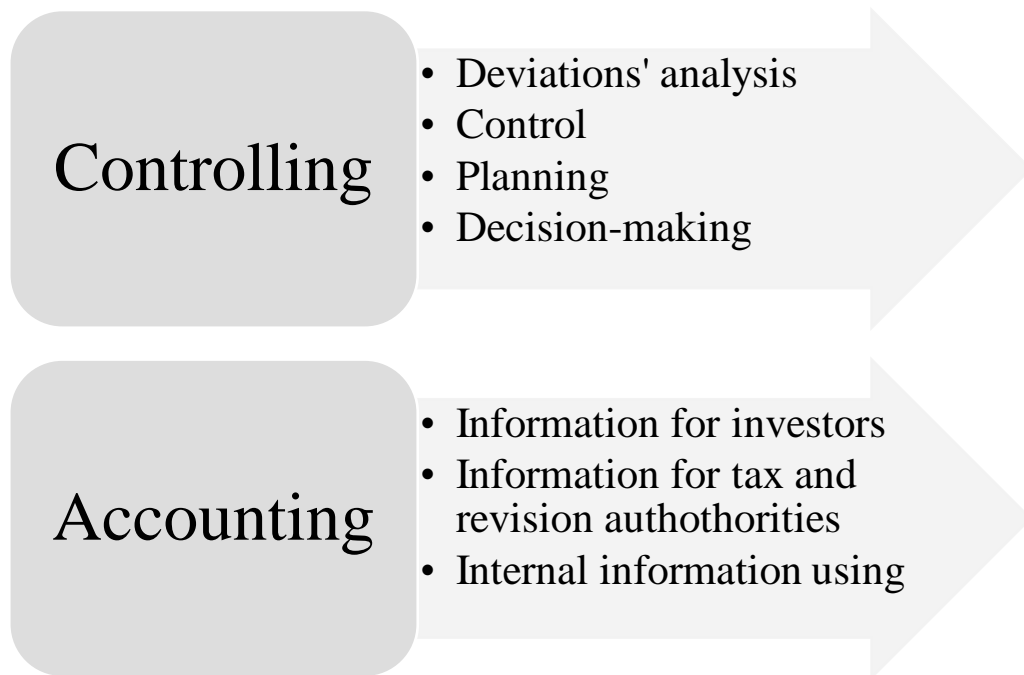 Controlling
• Deviations' analysis
• Control
• Planning
• Decision-making
Accounting
• Information for investors
• Information for tax and
revision authothorities
• Internal information using